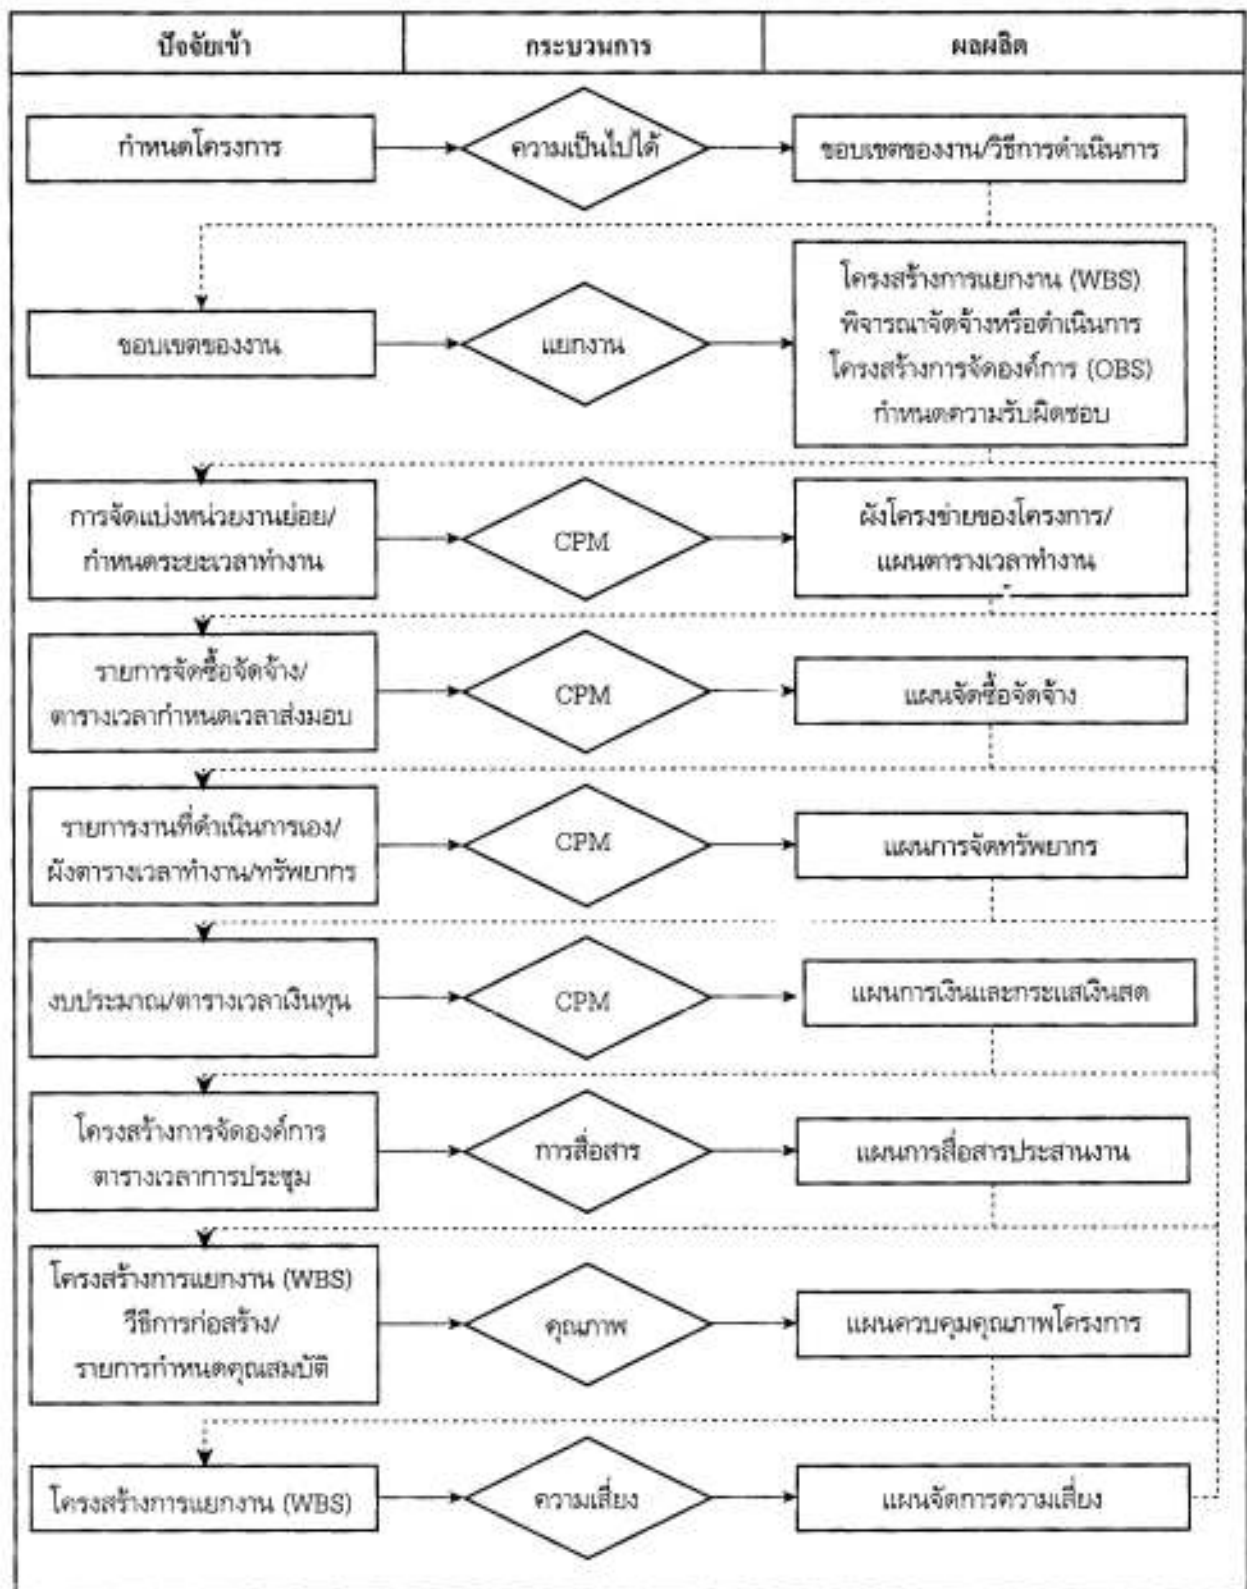 ปัจจัยเข้า
กระบวนการ
ผลผลิต
กำหนดโครงการ
ความเป็นไปได้
ขอบเขตของงาน/วิธีการดำเนินการ
ขอบเขตของงาน
แยกงาน
โครงสร้างการแยกงาน (WBS)
พิจารณาจัดจ้างหรือดำเนินการ
โครงสร้างการจัดองค์การ (OBS)
กำหนดความรับผิดชอบ
การจัดแบ่งหน่วยงานย่อย/
กำหนดระยะเวลาทำงาน
CPM
ผังโครงข่ายของโครงการ/
แผนตารางเวลาทำงาน
รายการจัดซื้อจัดจ้าง/
ตารางเวลากำหนดเวลาส่งมอบ
CPM
แผนจัดซื้อจัดจ้าง
รายการงานที่ดำเนินการเอง/
ผังตารางเวลาทำงาน/ทรัพยากร
CPM
แผนการจัดทรัพยากร
งบประมาณ/ตารางเวลาเงินทุน
CPM
แผนการเงินและกระแสเงินสด
โครงสร้างการจัดองค์การ
ตารางเวลาการประชุม
การสื่อสาร
แผนการสื่อสารประสานงาน
โครงสร้างการแยกงาน (WBS)
วิธีการก่อสร้าง/
รายการกำหนดคุณสมบัติ
คุณภาพ
แผนควบคุมคุณภาพโครงการ
โครงสร้างการแยกงาน (WBS)
ความเสี่ยง
แผนจัดการความเสี่ยง